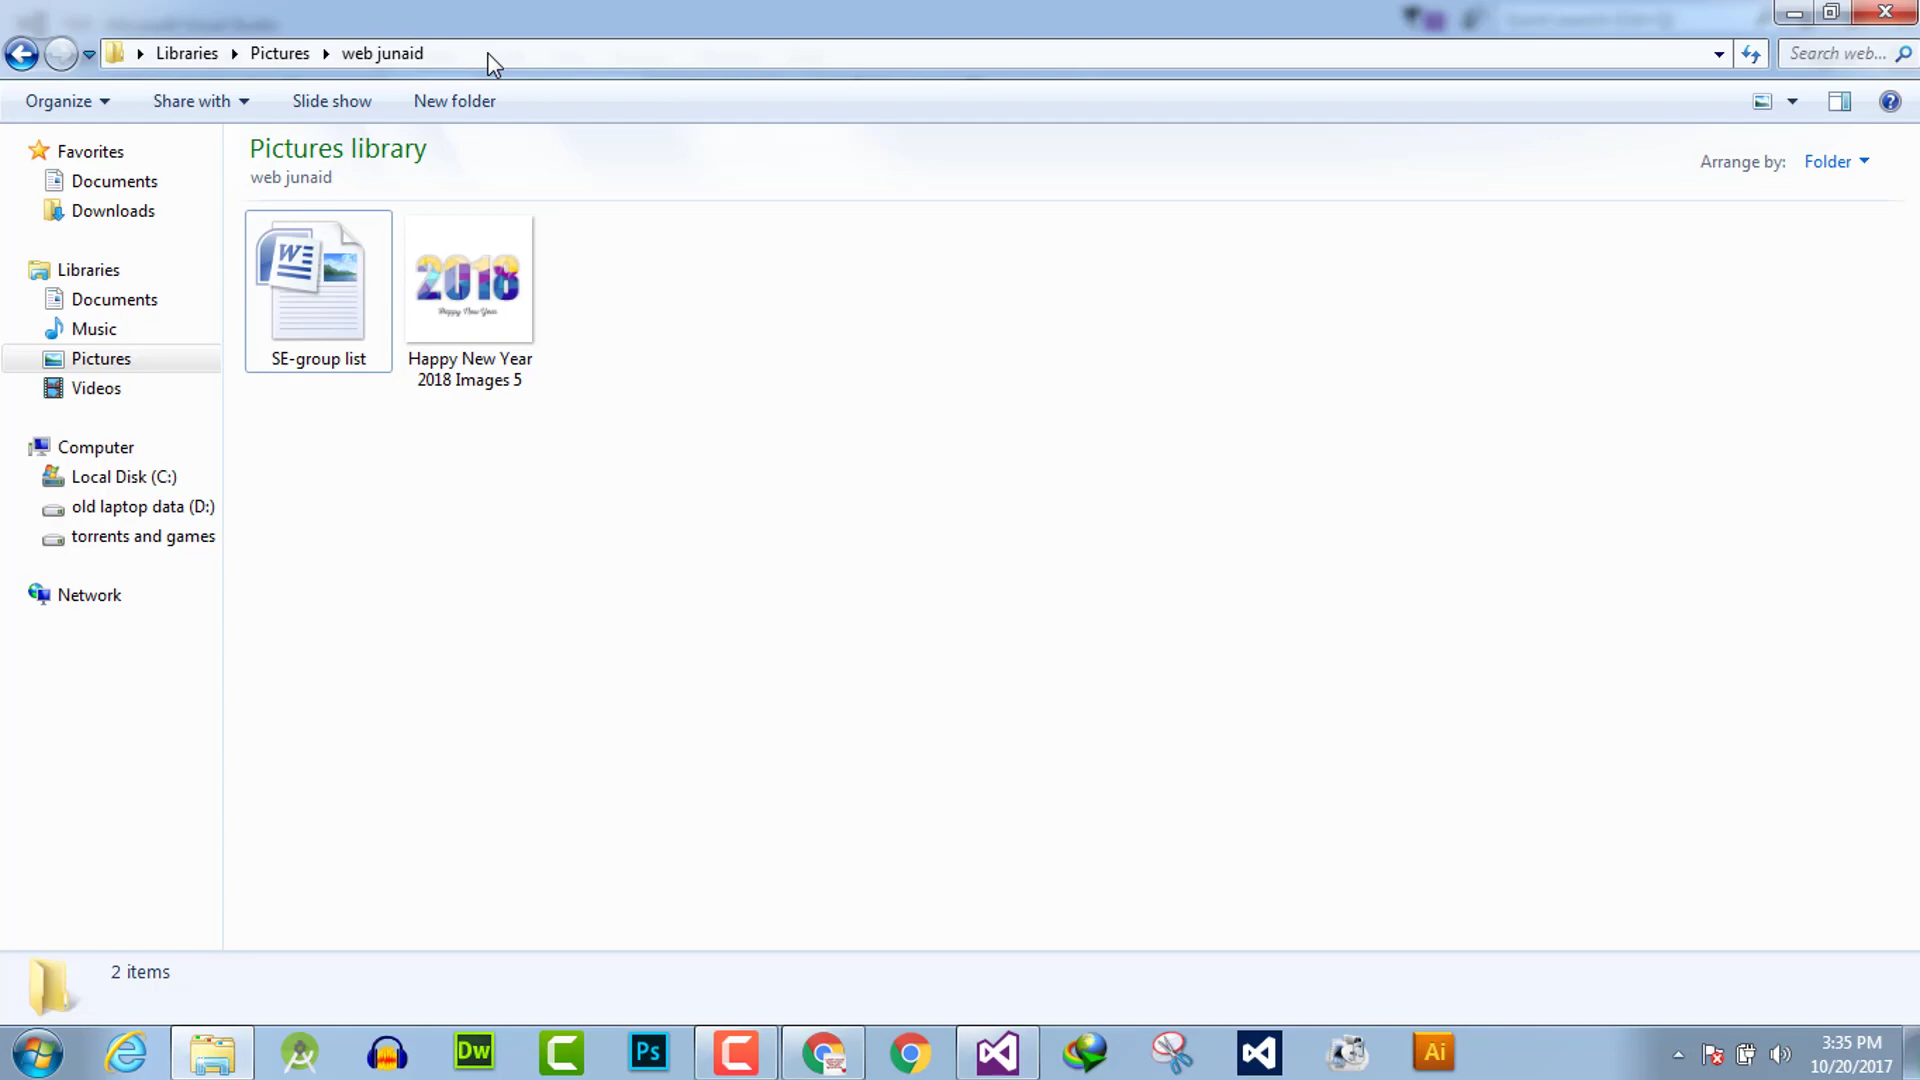 Libraries Pictures web junaid
Search web...
Organize Share with Slide show New folder
Pictures library
web junaid
Arrange by: Folder
Favorites
Documents
Downloads
Libraries
Documents
Music
Pictures
Videos
Computer
Local Disk (C:)
old laptop data (D:)
torrents and games
Network
W
SE-group list
2018
Happy New Year
Happy New Year
2018 Images 5
2 items
Dw
Ps
Ai
3:35 PM
10/20/2017